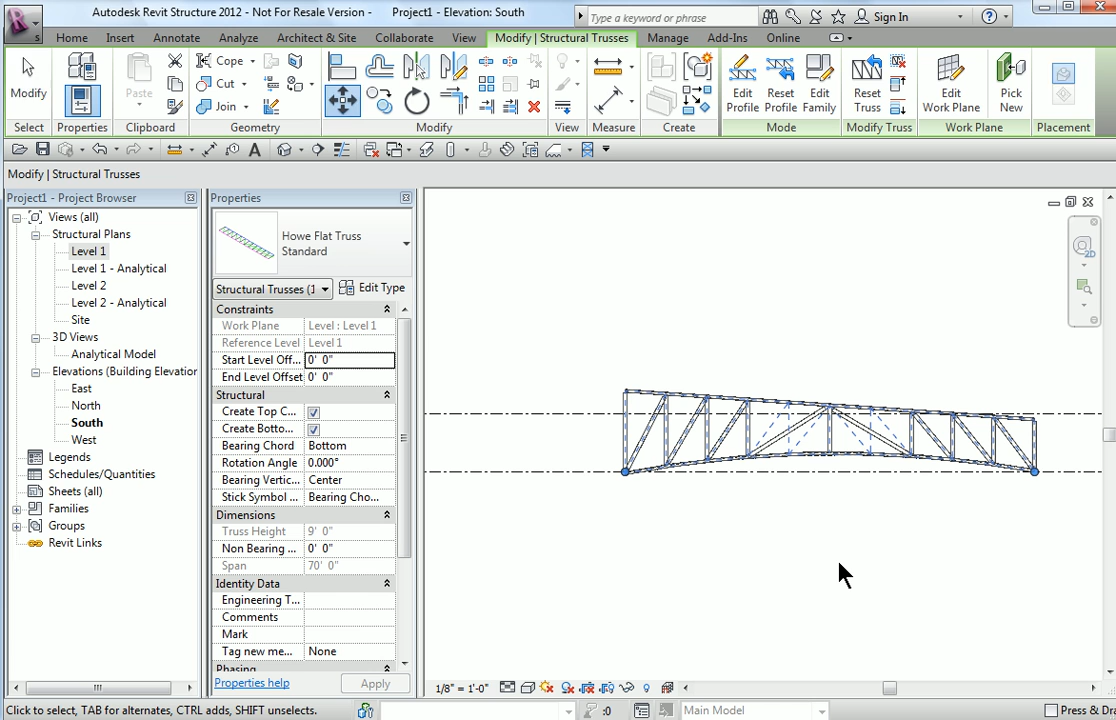 Autodesk Revit Structure 2012 - Not For Resale Version - Project1 - Elevation: South
Type a keyword or phrase
Sign In
Home Insert Annotate Analyze Architect & Site Collaborate View Modify | Structural Trusses Manage Add-Ins Online
Modify
Paste
Cope
Cut
Join
Edit Profile
Reset Profile
Edit Family
Reset Truss
Edit Work Plane
Pick New
Select Properties Clipboard Geometry Modify View Measure Create Mode Modify Truss Work Plane Placement
Modify | Structural Trusses
Project1 - Project Browser
Views (all)
Structural Plans
Level 1
Level 1 - Analytical
Level 2
Level 2 - Analytical
Site
3D Views
Analytical Model
Elevations (Building Elevation
East
North
South
West
Legends
Schedules/Quantities
Sheets (all)
Families
Groups
Revit Links
Properties
Howe Flat Truss
Standard
Structural Trusses (1
Edit Type
Constraints
Work Plane Level : Level 1
Reference Level Level 1
Start Level Off... 0' 0"
End Level Offset 0' 0"
Structural
Create Top C...
Create Botto...
Bearing Chord Bottom
Rotation Angle 0.000°
Bearing Vertic... Center
Stick Symbol ... Bearing Cho...
Dimensions
Truss Height 9' 0"
Non Bearing ... 0' 0"
Span 70' 0"
Identity Data
Engineering T...
Comments
Mark
Tag new me... None
Phasing
Properties help
Apply
2D
1/8" = 1'-0"
Click to select, TAB for alternates, CTRL adds, SHIFT unselects.
:0
Main Model
Press & Dra